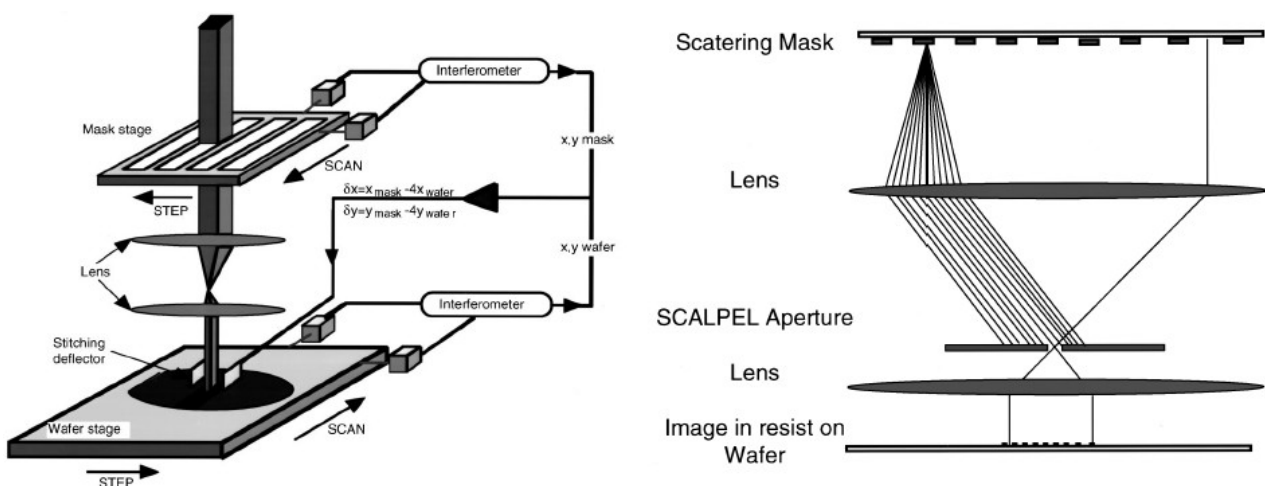 Interferometer
Mask stage
x,y mask
SCAN
STEP
δx=xmask-4xwafer
δy=ymask-4ywafer
x,y wafer
Lens
Interferometer
Stitching
deflector
Wafer stage
SCAN
STEP
Scatering Mask
Lens
SCALPEL Aperture
Lens
Image in resist on
Wafer